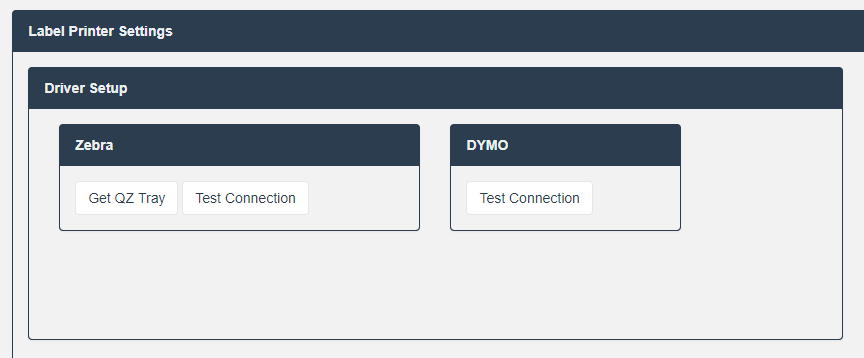 Label Printer Settings
Driver Setup
Zebra
DYMO
Get QZ Tray
Test Connection
Test Connection